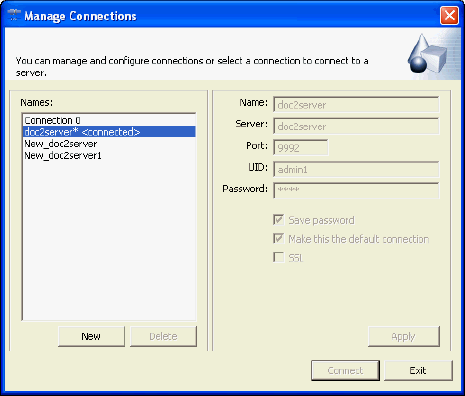 Manage Connections
You can manage and configure connections or select a connection to connect to a
server.
Names:
Connection 0
doc2server* <connected>
New_doc2server
New_doc2server1
New
Delete
Name: doc2server
Server: doc2server
Port: 9992
UID: admin1
Password: ****
Save password
Make this the default connection
SSL
Apply
Connect
Exit